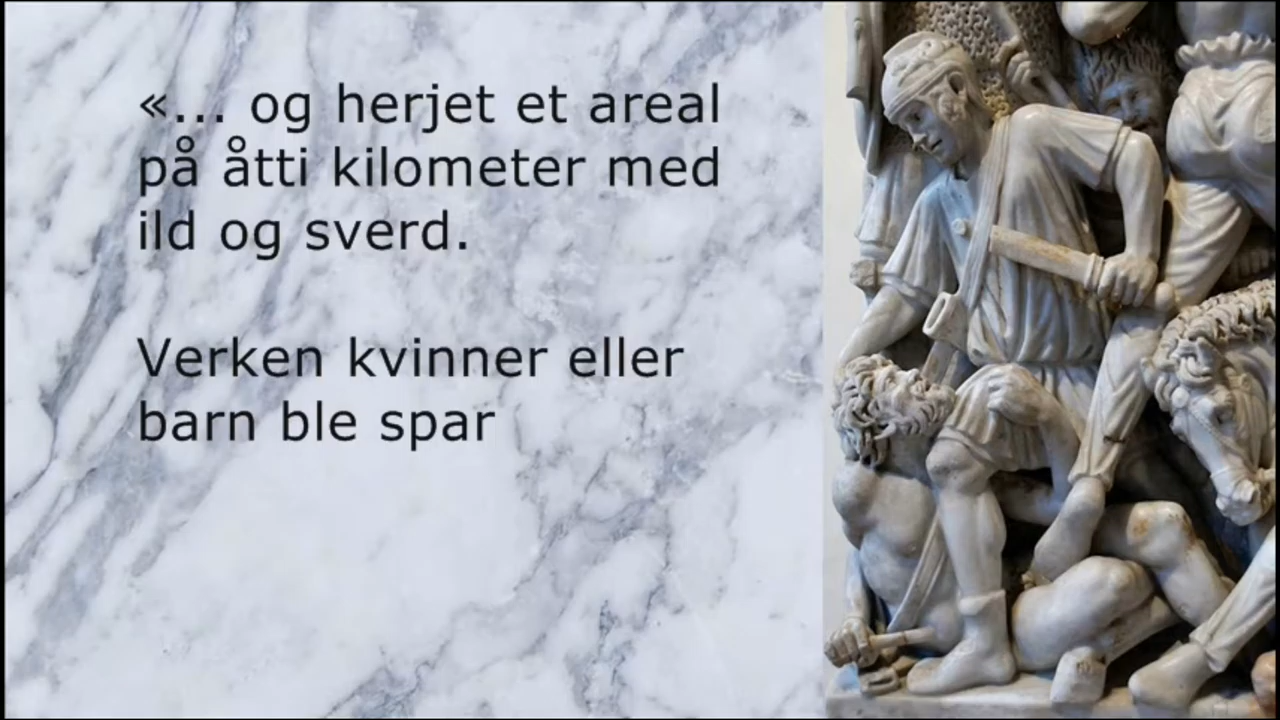 «... og herjet et areal
på åtti kilometer med
ild og sverd.
Verken kvinner eller
barn ble spar